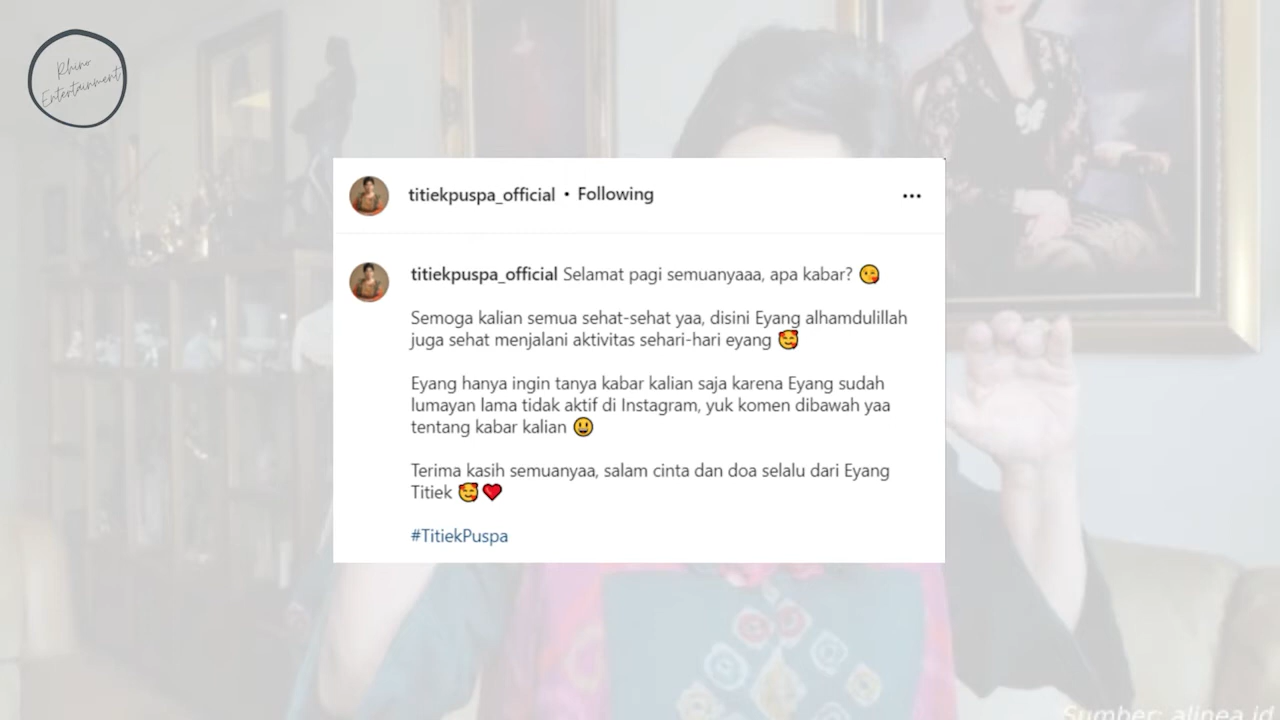 Rhino
Entertainment
titiekpuspa_official • Following
titiekpuspa_official Selamat pagi semuanyaaa, apa kabar? 😘
Semoga kalian semua sehat-sehat yaa, disini Eyang alhamdulillah
juga sehat menjalani aktivitas sehari-hari eyang 🥰
Eyang hanya ingin tanya kabar kalian saja karena Eyang sudah
lumayan lama tidak aktif di Instagram, yuk komen dibawah yaa
tentang kabar kalian 😃
Terima kasih semuanyaa, salam cinta dan doa selalu dari Eyang
Titiek 🥰❤️
#TitiekPuspa
Sumber: alinea.id